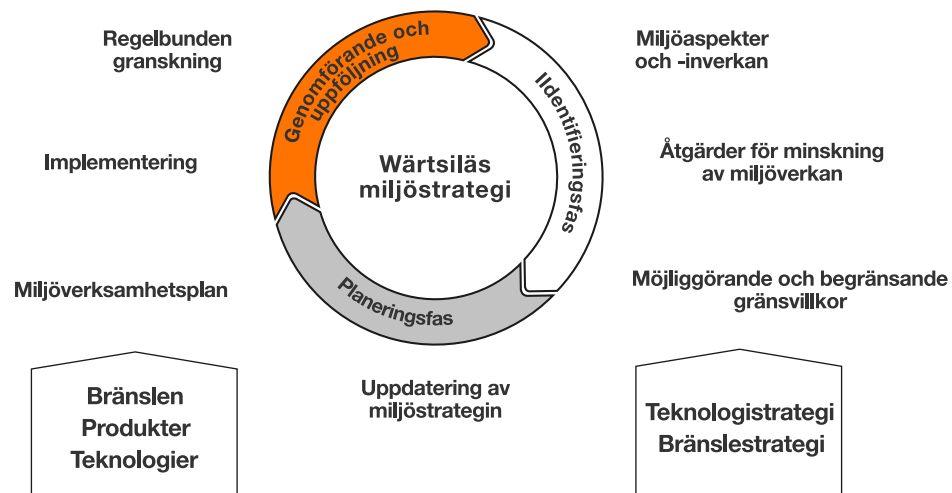 Regelbunden
granskning
Genomförande och
uppföljning
Miljöaspekter
och -inverkan
IIdentifieringsfas
Implementering
Wärtsiläs
miljöstrategi
Åtgärder för minskning
av miljöverkan
Miljöverksamhetsplan
Planeringsfas
Möjliggörande och begränsande
gränsvillkor
Bränslen
Produkter
Teknologier
Uppdatering av
miljöstrategin
Teknologistrategi
Bränslestrategi